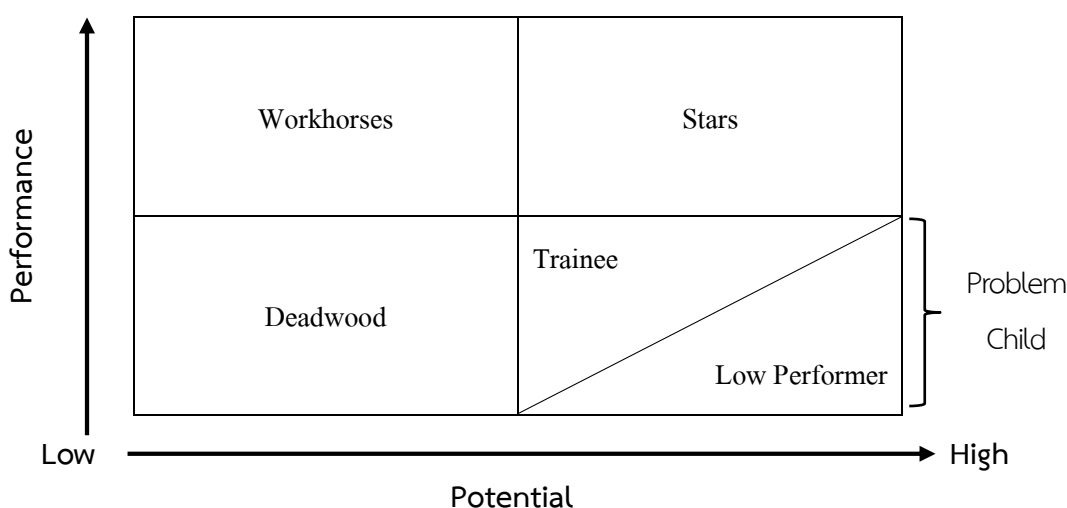 Performance
Workhorses
Stars
Deadwood
Trainee
Low Performer
Problem
Child
Low
High
Potential